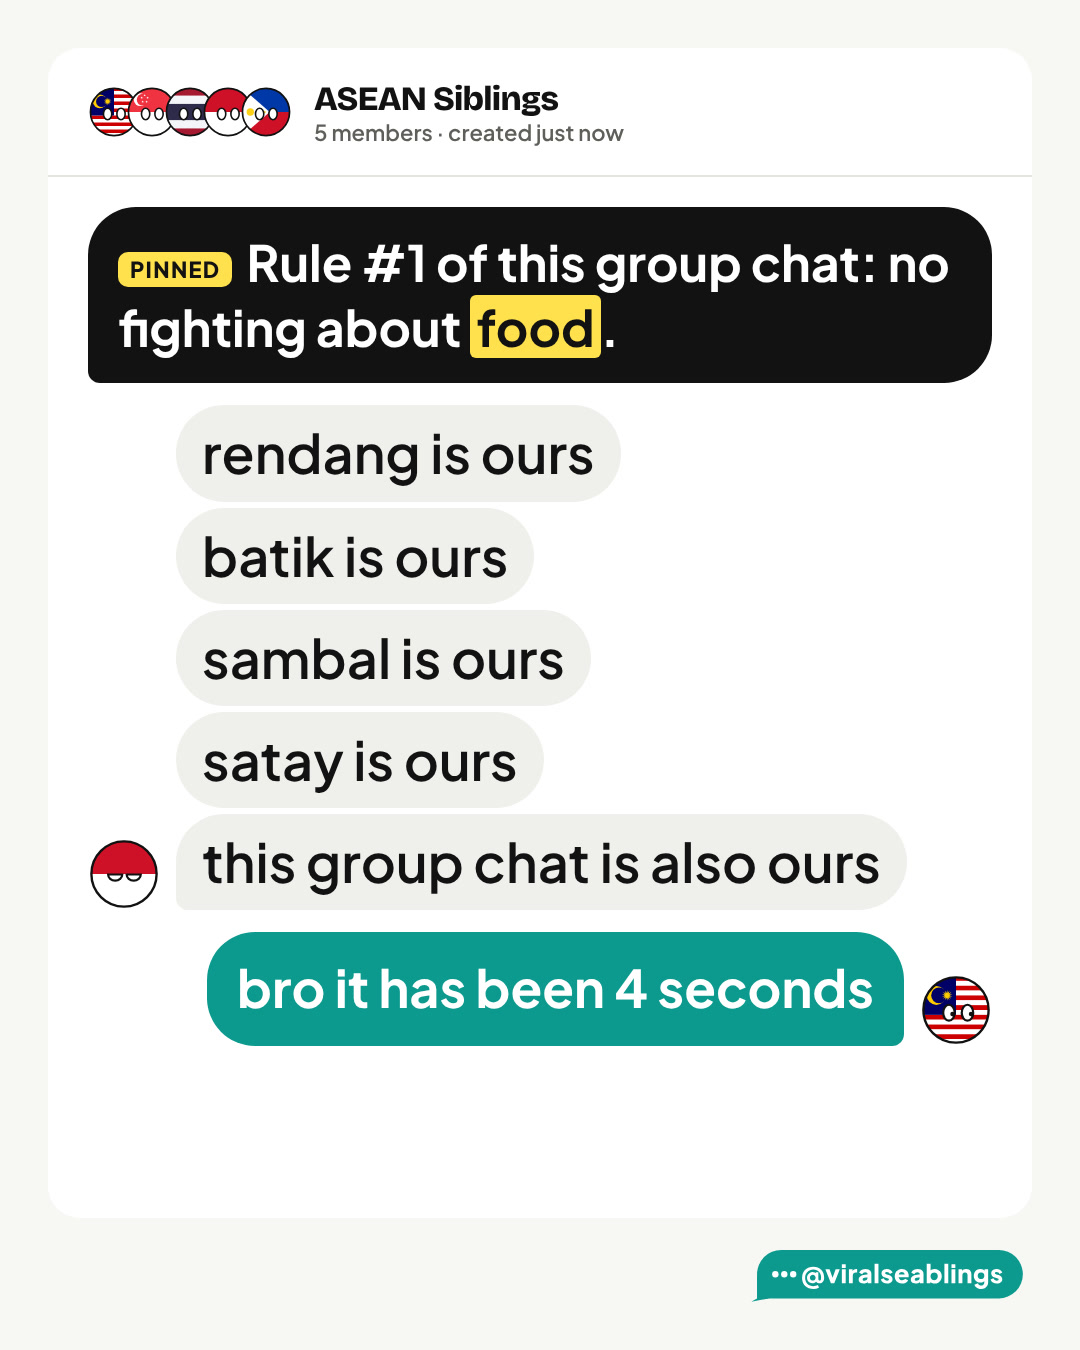 ASEAN Siblings
5 members · created just now
PINNED Rule #1 of this group chat: no
fighting about food.
rendang is ours
batik is ours
sambal is ours
satay is ours
this group chat is also ours
bro it has been 4 seconds
•••@viralseablings